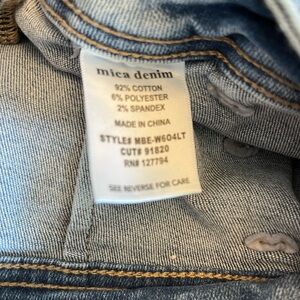 mica denim
92% COTTON
6% POLYESTER
2% SPANDEX
MADE IN CHINA
STYLE# MBE-W604LT
CUT# 91820
RN# 127794
SEE REVERSE FOR CARE